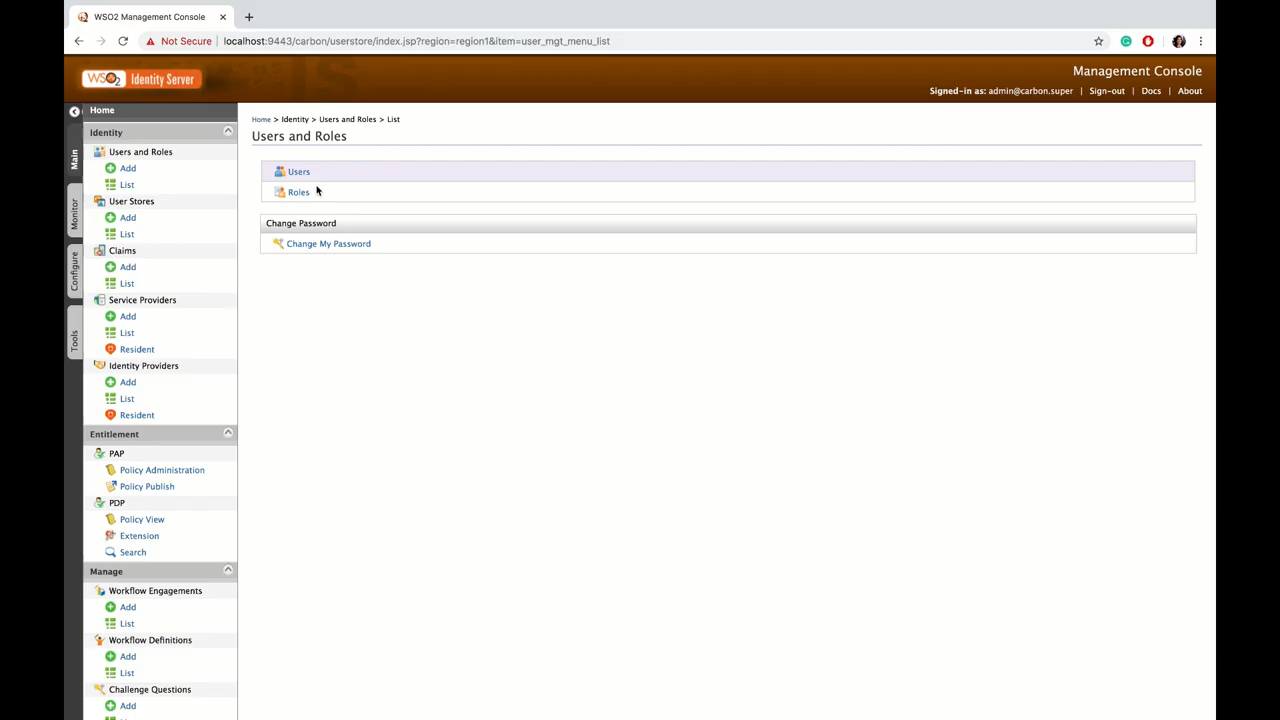 WSO2 Management Console
Not Secure
localhost:9443/carbon/userstore/index.jsp?region=region1&item=user_mgt_menu_list
WSO2 Identity Server
Management Console
Signed-in as: admin@carbon.super | Sign-out | Docs | About
Main
Monitor
Configure
Tools
Home
Identity
Users and Roles
Add
List
User Stores
Add
List
Claims
Add
List
Service Providers
Add
List
Resident
Identity Providers
Add
List
Resident
Entitlement
PAP
Policy Administration
Policy Publish
PDP
Policy View
Extension
Search
Manage
Workflow Engagements
Add
List
Workflow Definitions
Add
List
Challenge Questions
Add
Home > Identity > Users and Roles > List
Users and Roles
Users
Roles
Change Password
Change My Password